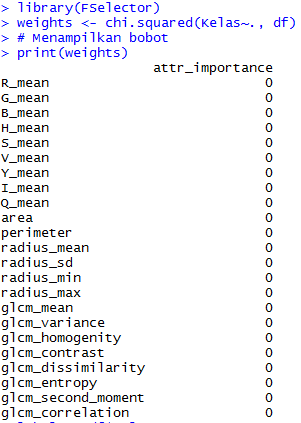 > library(FSelector)
> weights <- chi.squared(Kelas~., df)
> # Menampilkan bobot
> print(weights)
attr_importance
R_mean 0
G_mean 0
B_mean 0
H_mean 0
S_mean 0
V_mean 0
Y_mean 0
I_mean 0
Q_mean 0
area 0
perimeter 0
radius_mean 0
radius_sd 0
radius_min 0
radius_max 0
glcm_mean 0
glcm_variance 0
glcm_homogenity 0
glcm_contrast 0
glcm_dissimilarity 0
glcm_entropy 0
glcm_second_moment 0
glcm_correlation 0